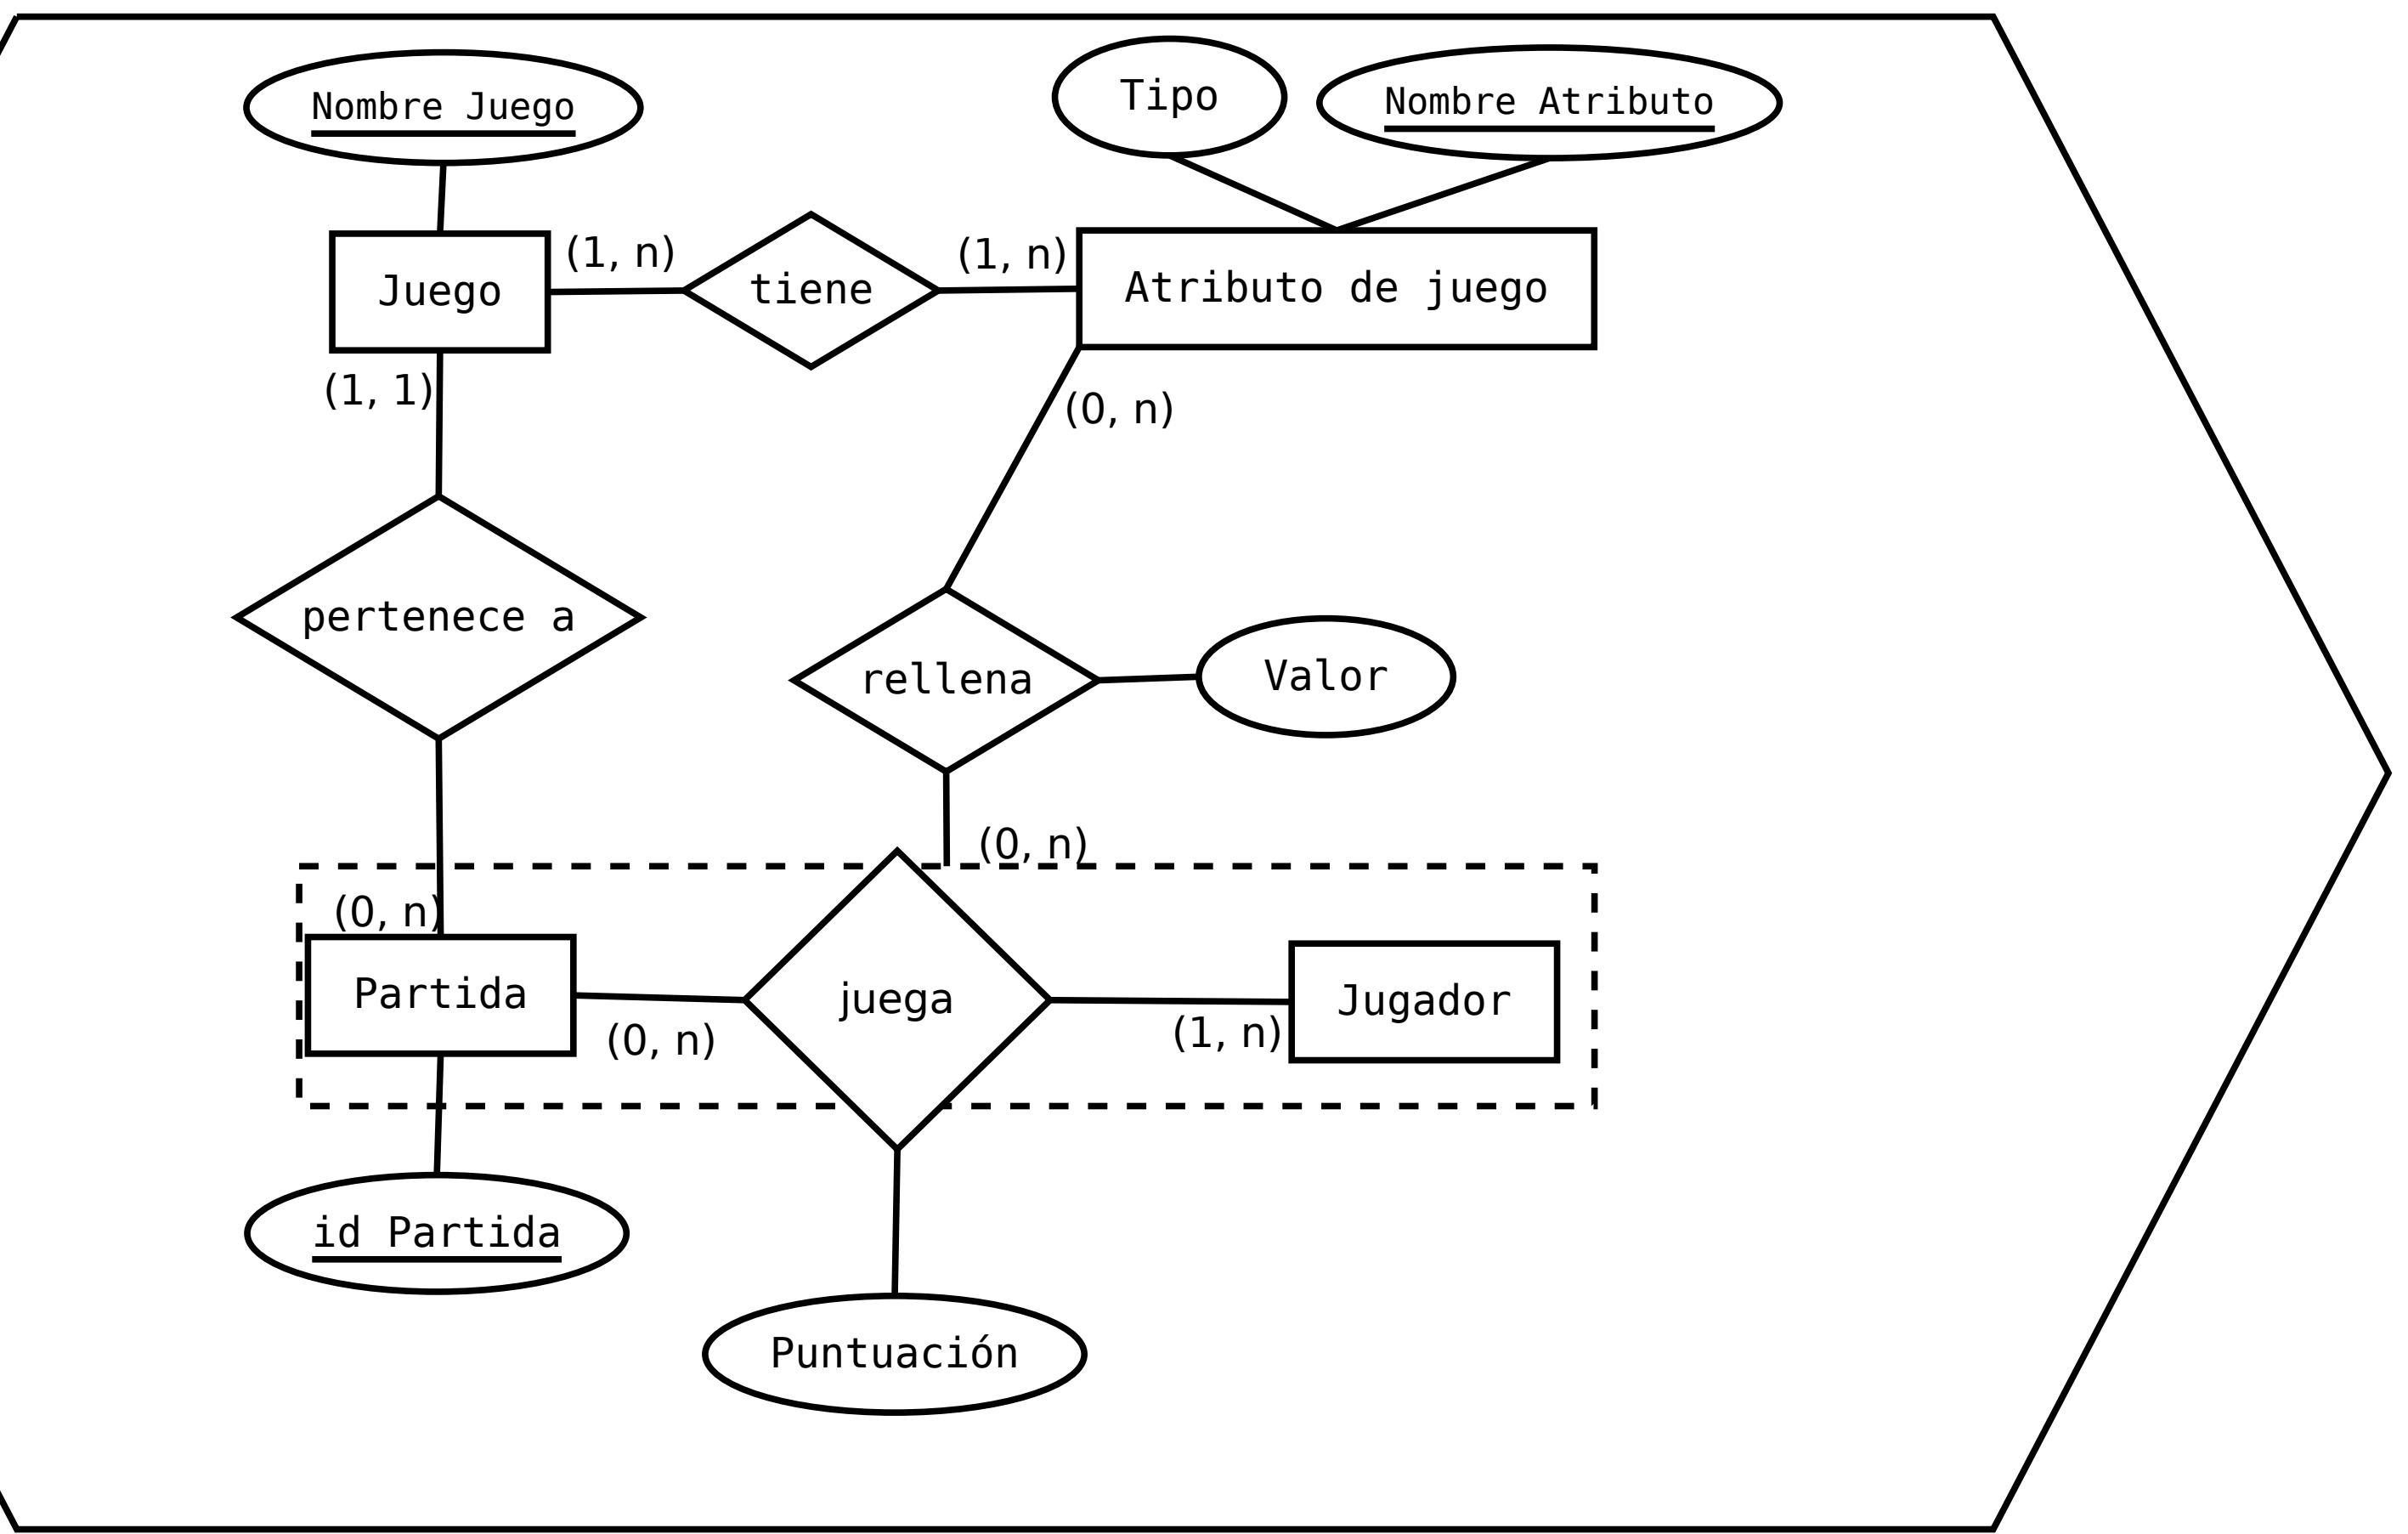 Nombre Juego
Tipo
Nombre Atributo
Juego
(1, n)
tiene
(1, n)
Atributo de juego
(1, 1)
(0, n)
pertenece a
rellena
Valor
(0, n)
(0, n)
Partida
(0, n)
juega
(1, n)
Jugador
id Partida
Puntuación